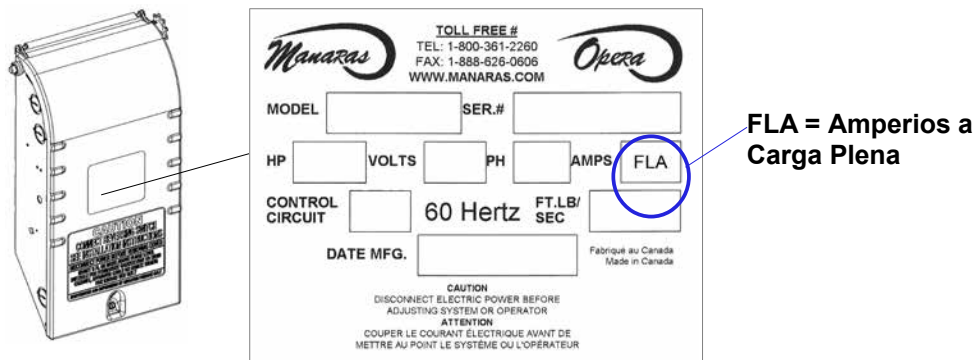 Manaras
Opera
TOLL FREE #
TEL: 1-800-361-2260
FAX: 1-888-626-0606
WWW.MANARAS.COM
MODEL
SER.#
HP VOLTS PH AMPS FLA
CONTROL
CIRCUIT
60 Hertz
FT.LB/
SEC
DATE MFG.
Fabriqué au Canada
Made in Canada
CAUTION
DISCONNECT ELECTRIC POWER BEFORE
ADJUSTING SYSTEM OR OPERATOR
ATTENTION
COUPER LE COURANT ÉLECTRIQUE AVANT DE
METTRE AU POINT LE SYSTÈME OU L'OPÉRATEUR
FLA = Amperios a
Carga Plena
CAUTION